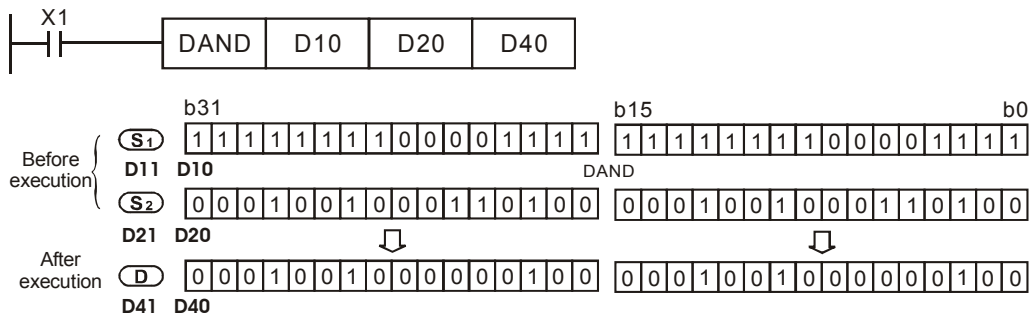 X1
DAND D10 D20 D40
b31 b15 b0
Before execution
S1 1 1 1 1 1 1 1 1 0 0 0 0 1 1 1 1 1 1 1 1 1 1 1 1 0 0 0 0 1 1 1 1
D11 D10 DAND
S2 0 0 0 1 0 0 1 0 0 0 1 1 0 1 0 0 0 0 0 1 0 0 1 0 0 0 1 1 0 1 0 0
D21 D20
After execution
D 0 0 0 1 0 0 1 0 0 0 0 0 0 1 0 0 0 0 0 1 0 0 1 0 0 0 0 0 0 1 0 0
D41 D40